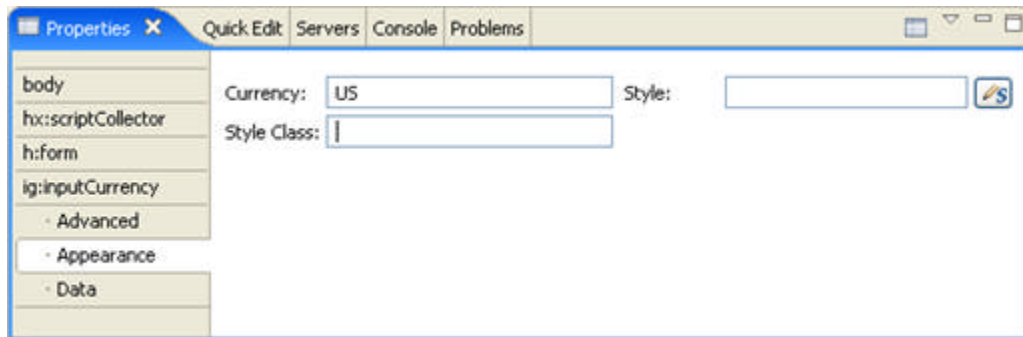 Properties Quick Edit Servers Console Problems
body
hx:scriptCollector
h:form
ig:inputCurrency
· Advanced
· Appearance
· Data
Currency: US Style:
Style Class: